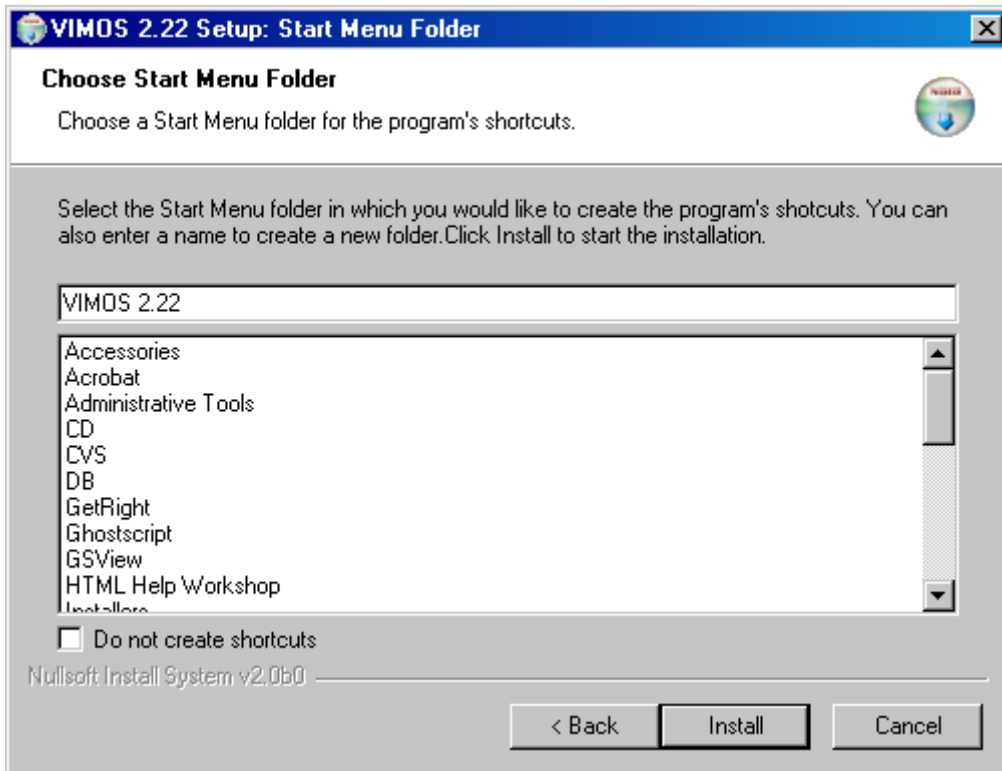 VIMOS 2.22 Setup: Start Menu Folder
Choose Start Menu Folder
Choose a Start Menu folder for the program's shortcuts.
Select the Start Menu folder in which you would like to create the program's shotcuts. You can
also enter a name to create a new folder.Click Install to start the installation.
VIMOS 2.22
Accessories
Acrobat
Administrative Tools
CD
CVS
DB
GetRight
Ghostscript
GSView
HTML Help Workshop
Installers
Do not create shortcuts
Nullsoft Install System v2.0b0
< Back
Install
Cancel